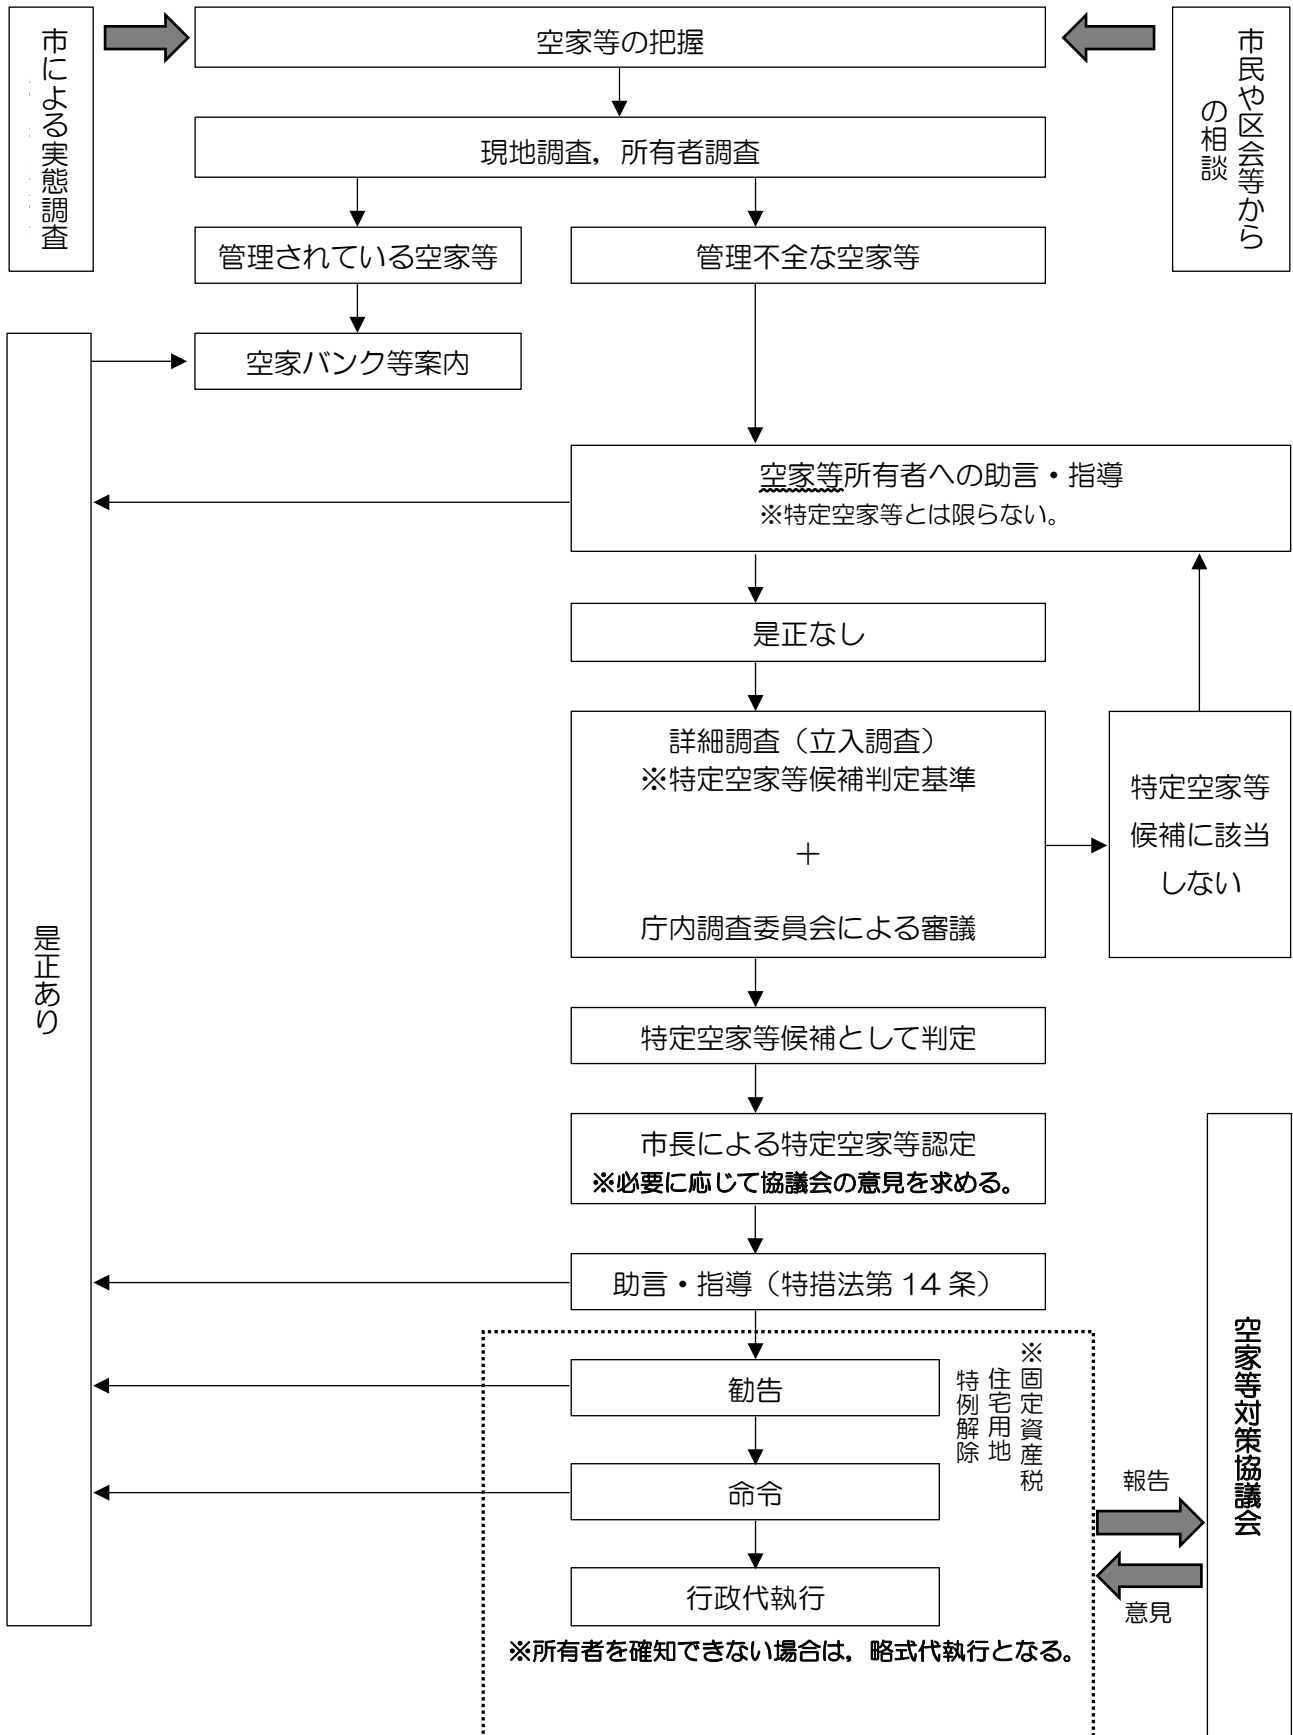 市による実態調査
空家等の把握
市民や区会等から
の相談
現地調査，所有者調査
管理されている空家等
管理不全な空家等
空家バンク等案内
空家等所有者への助言・指導
※特定空家等とは限らない。
是正なし
詳細調査（立入調査）
※特定空家等候補判定基準
＋
庁内調査委員会による審議
特定空家等
候補に該当
しない
是正あり
特定空家等候補として判定
市長による特定空家等認定
※必要に応じて協議会の意見を求める。
助言・指導（特措法第 14 条）
勧告
※固定資産税
住宅用地
特例解除
命令
行政代執行
※所有者を確知できない場合は，略式代執行となる。
報告
意見
空家等対策協議会